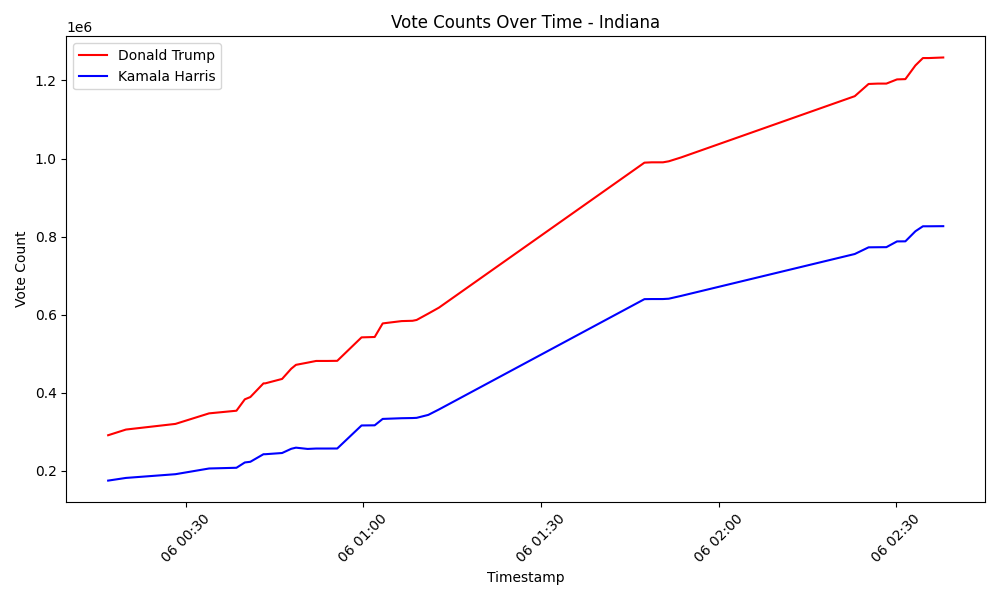 Vote Counts Over Time - Indiana
1e6
Donald Trump
Kamala Harris
1.2
1.0
0.8
0.6
0.4
0.2
Vote Count
06 00:30
06 01:00
06 01:30
06 02:00
06 02:30
Timestamp